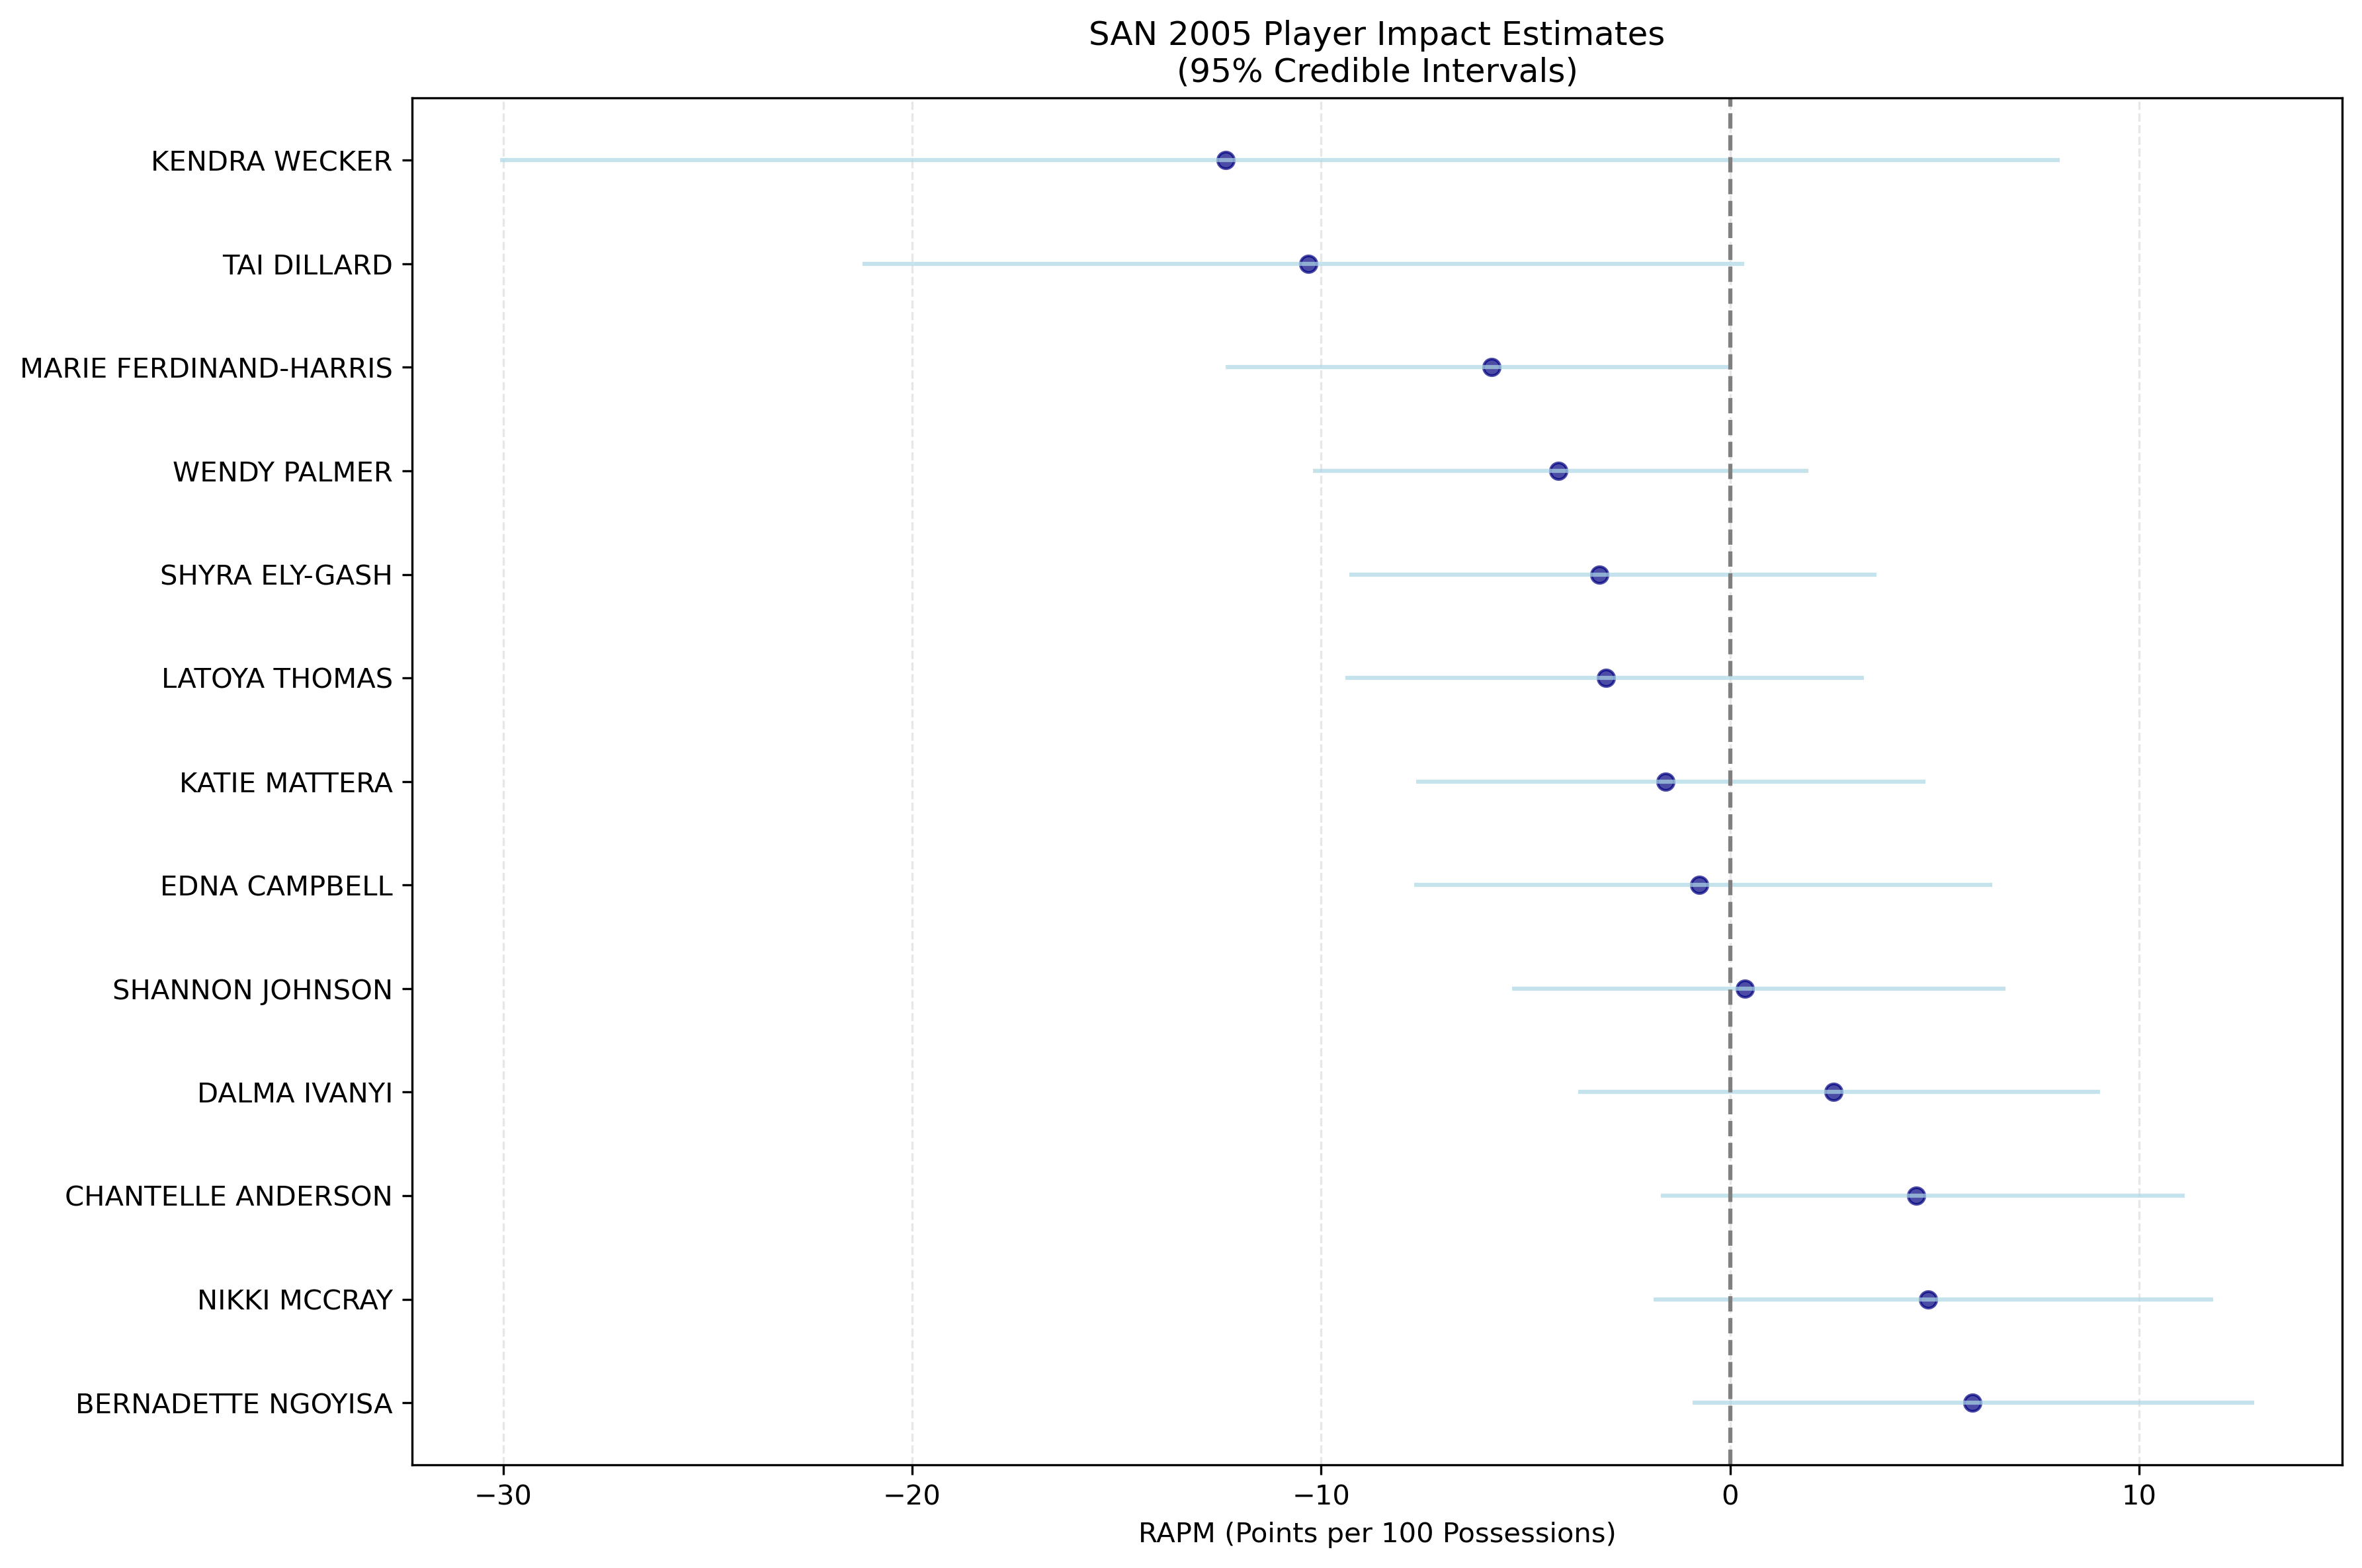 SAN 2005 Player Impact Estimates
(95% Credible Intervals)
KENDRA WECKER
TAI DILLARD
MARIE FERDINAND-HARRIS
WENDY PALMER
SHYRA ELY-GASH
LATOYA THOMAS
KATIE MATTERA
EDNA CAMPBELL
SHANNON JOHNSON
DALMA IVANYI
CHANTELLE ANDERSON
NIKKI MCCRAY
BERNADETTE NGOYISA
−30 −20 −10 0 10
RAPM (Points per 100 Possessions)